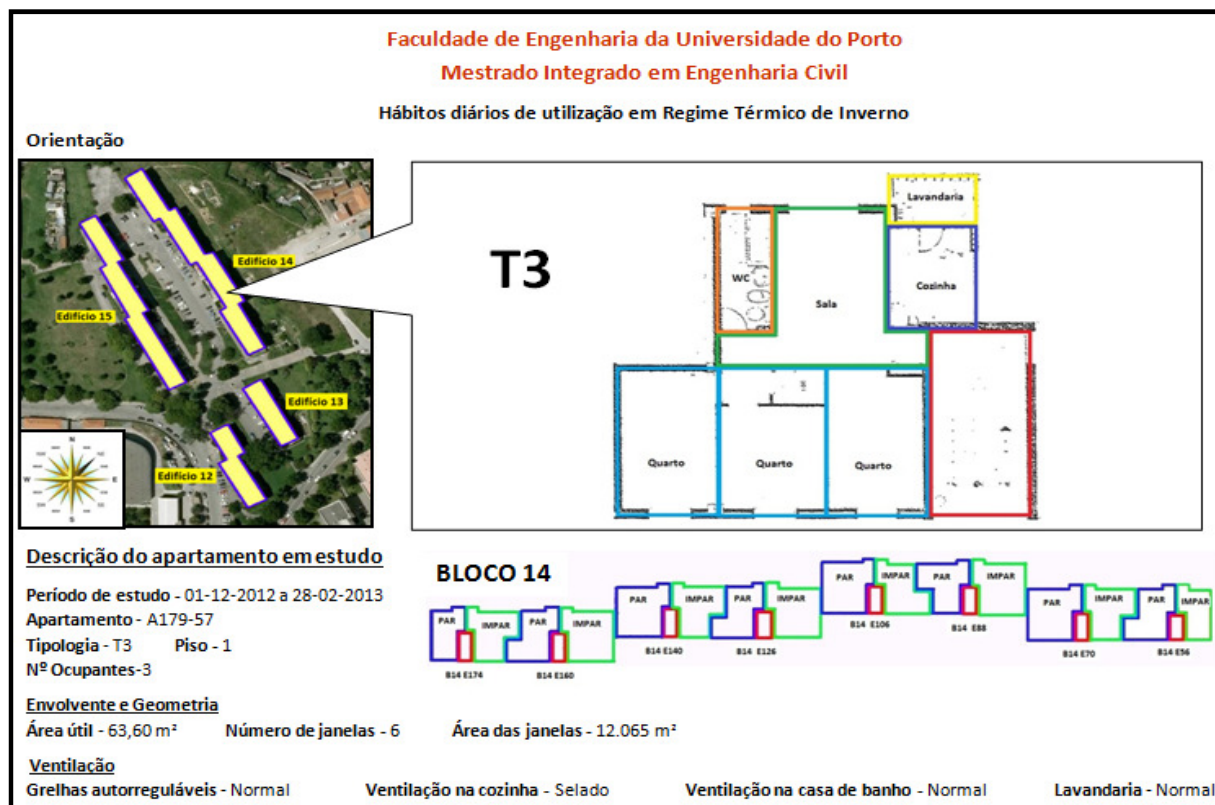 Faculdade de Engenharia da Universidade do Porto
Mestrado Integrado em Engenharia Civil
Hábitos diários de utilização em Regime Térmico de Inverno
Orientação
Edifício 14
Edifício 15
Edifício 13
Edifício 12
N
W
E
S
T3
Lavandaria
WC
Sala
Cozinha
Quarto
Quarto
Quarto
Descrição do apartamento em estudo
Período de estudo - 01-12-2012 a 28-02-2013
Apartamento - A179-57
Tipologia - T3 Piso - 1
Nº Ocupantes-3
BLOCO 14
PAR IMPAR PAR IMPAR PAR IMPAR PAR IMPAR PAR IMPAR PAR IMPAR PAR IMPAR PAR IMPAR
B14 E174 B14 E160 B14 E140 B14 E126 B14 E106 B14 E88 B14 E70 B14 E56
Envolvente e Geometria
Área útil - 63,60 m² Número de janelas - 6 Área das janelas - 12.065 m²
Ventilação
Grelhas autorreguláveis - Normal Ventilação na cozinha - Selado Ventilação na casa de banho - Normal Lavandaria - Normal